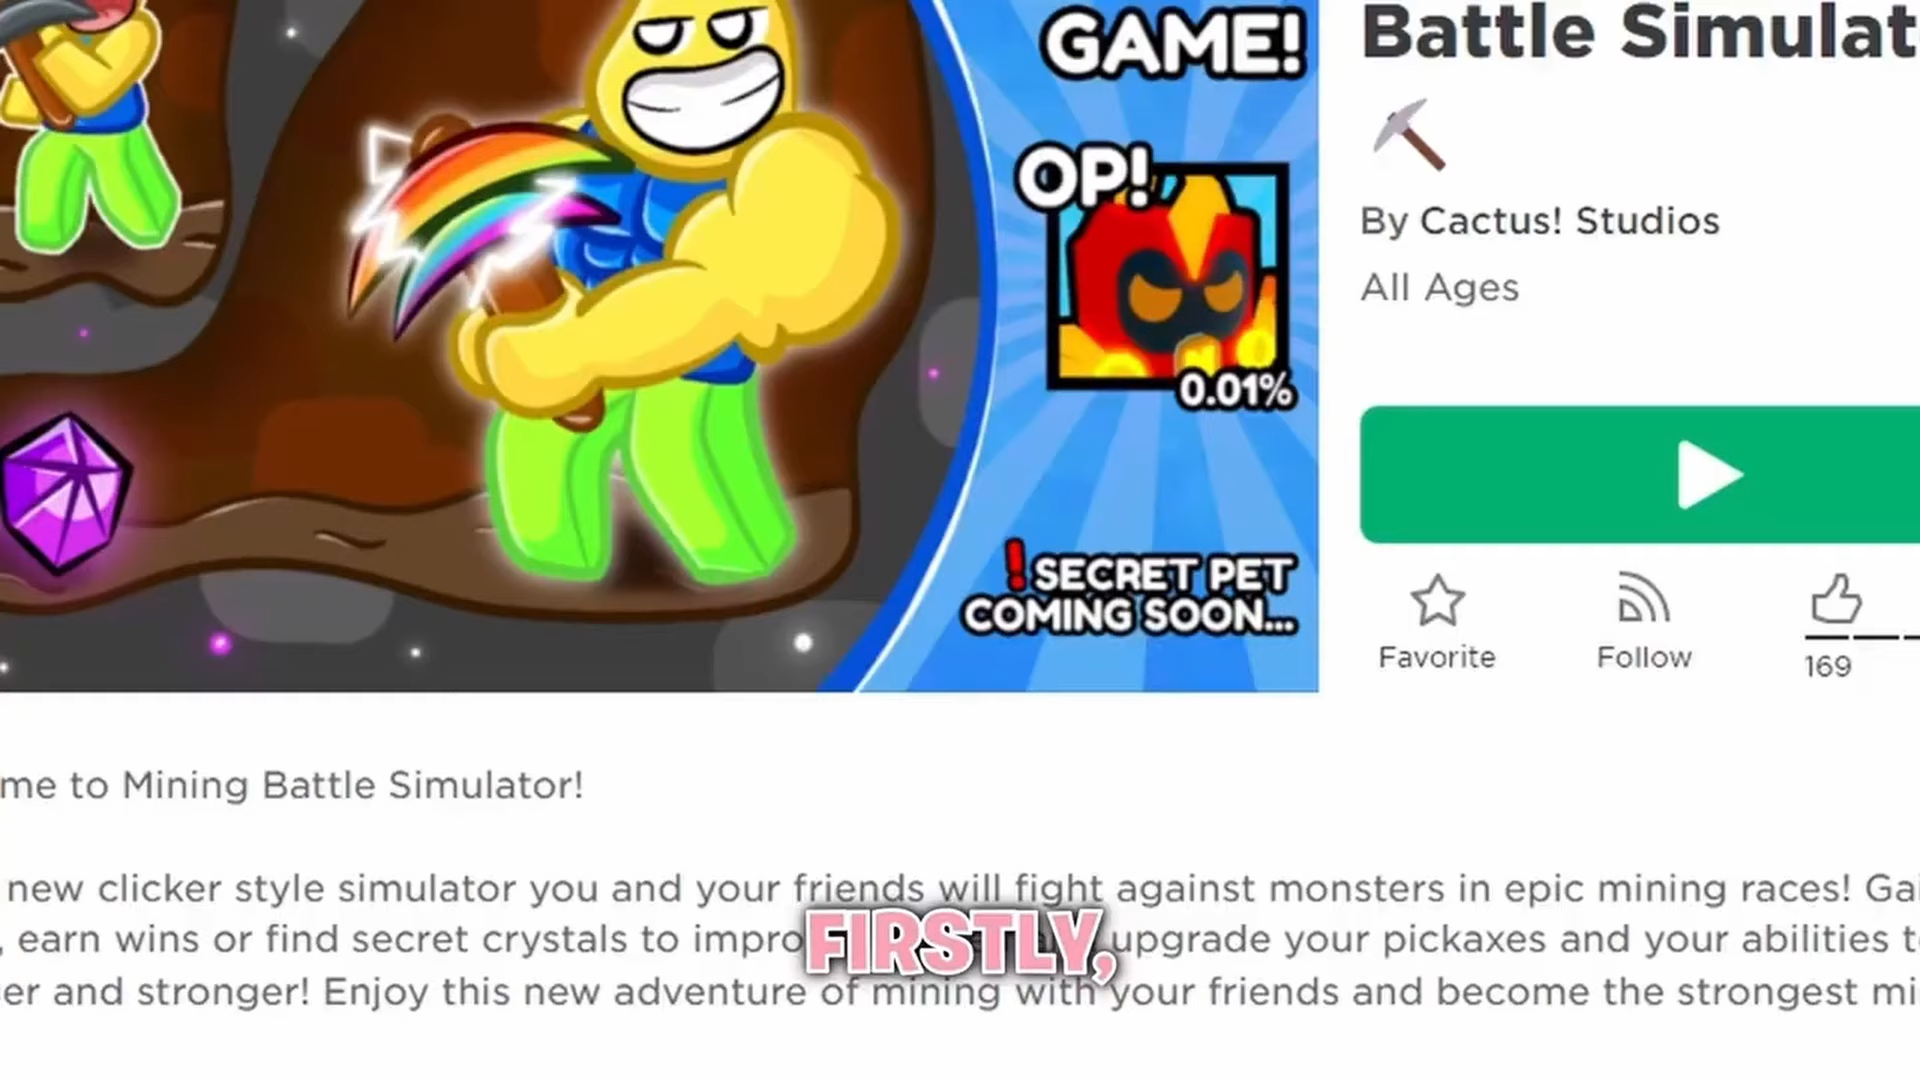 GAME!
OP!
0.01%
! SECRET PET
COMING SOON...
Battle Simulat
By Cactus! Studios
All Ages
Favorite
Follow
169
me to Mining Battle Simulator!
new clicker style simulator you and your friends will fight against monsters in epic mining races! Gai
, earn wins or find secret crystals to impro upgrade your pickaxes and your abilities t
er and stronger! Enjoy this new adventure of mining with your friends and become the strongest mi
FIRSTLY,